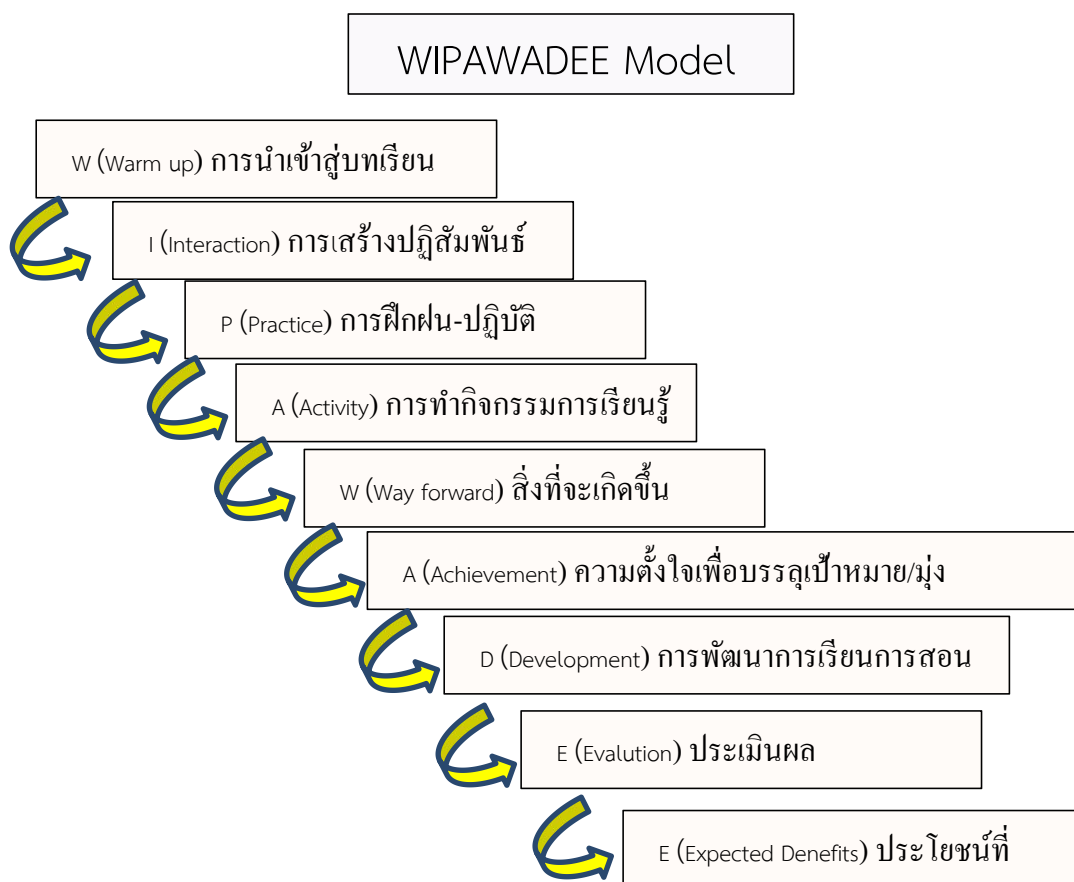 WIPAWADEE Model
W (Warm up) การนำเข้าสู่บทเรียน
I (Interaction) การเสร้างปฏิสัมพันธ์
P (Practice) การฝึกฝน-ปฏิบัติ
A (Activity) การทำกิจกรรมการเรียนรู้
W (Way forward) สิ่งที่จะเกิดขึ้น
A (Achievement) ความตั้งใจเพื่อบรรลุเป้าหมาย/มุ่ง
D (Development) การพัฒนาการเรียนการสอน
E (Evalution) ประเมินผล
E (Expected Denefits) ประโยชน์ที่